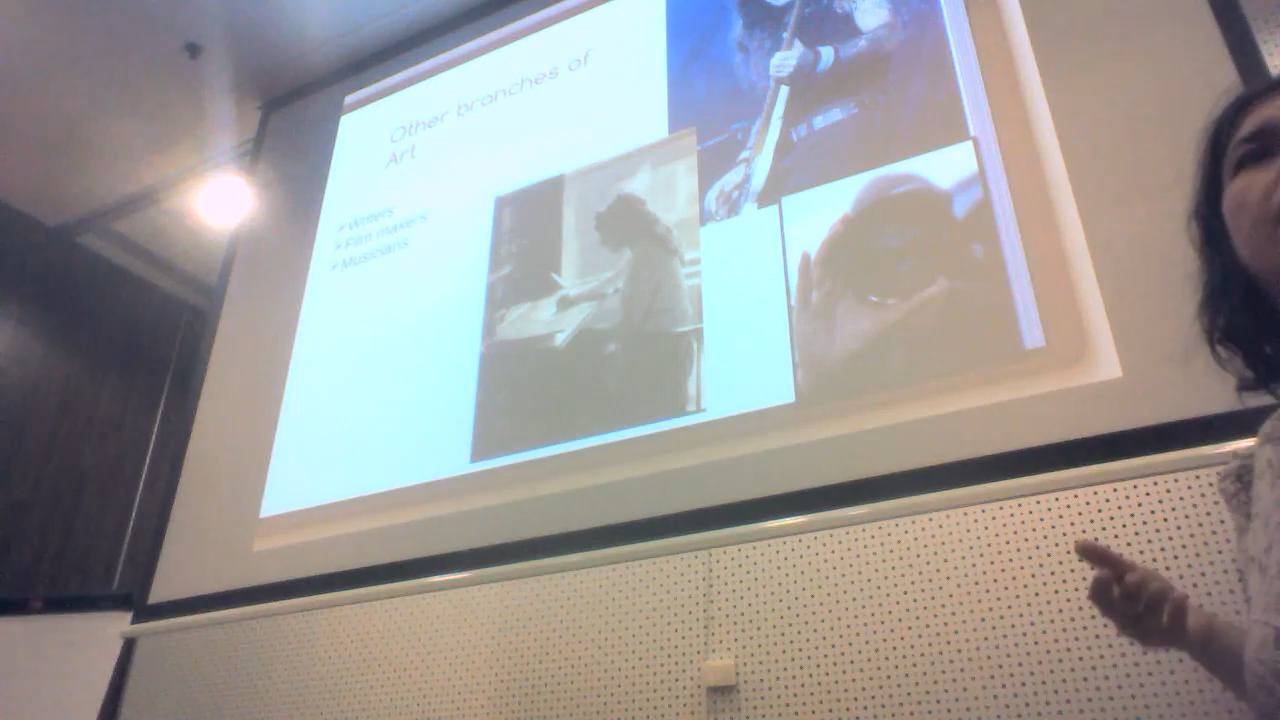 Other branches of
Art
Writers
Film makers
Musicians